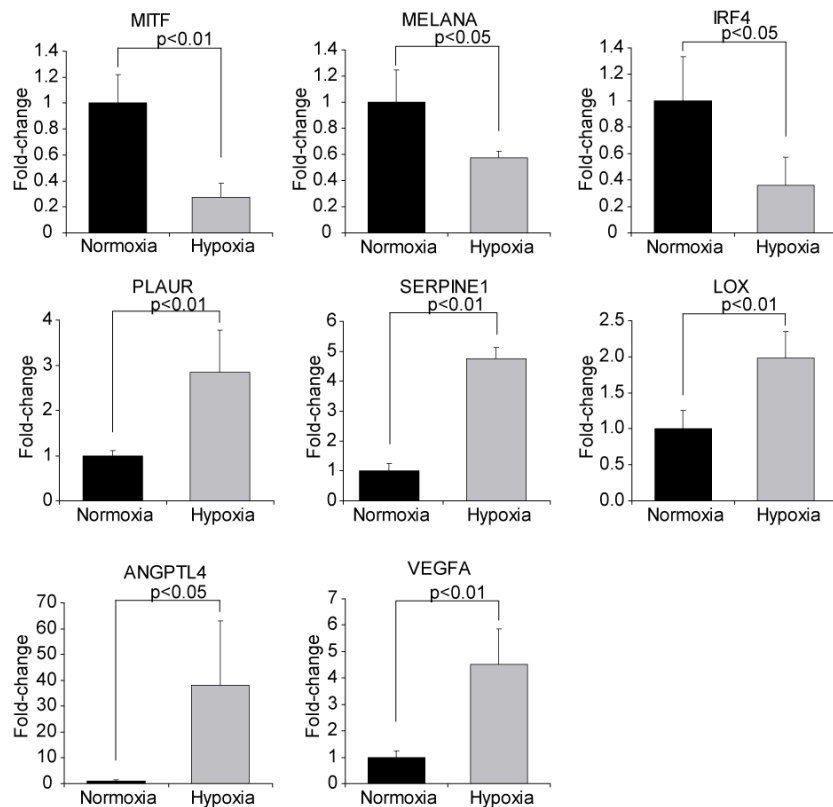 MITF
p<0.01
Fold-change
1.4
1.2
1
0.8
0.6
0.4
0.2
0
Normoxia Hypoxia
MELANA
p<0.05
Fold-change
1.4
1.2
1
0.8
0.6
0.4
0.2
0
Normoxia Hypoxia
IRF4
p<0.05
Fold-change
1.4
1.2
1
0.8
0.6
0.4
0.2
0
Normoxia Hypoxia
PLAUR
p<0.01
Fold-change
4
3
2
1
0
Normoxia Hypoxia
SERPINE1
p<0.01
Fold-change
6
5
4
3
2
1
0
Normoxia Hypoxia
LOX
p<0.01
Fold-change
2.5
2.0
1.5
1.0
0.5
0.0
Normoxia Hypoxia
ANGPTL4
p<0.05
Fold-change
70
60
50
40
30
20
10
0
Normoxia Hypoxia
VEGFA
p<0.01
Fold-change
7
6
5
4
3
2
1
0
Normoxia Hypoxia